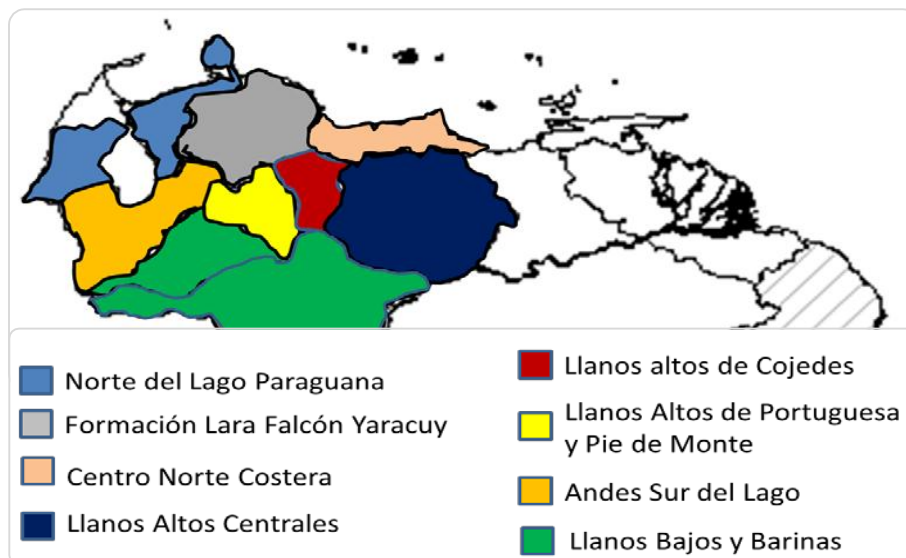 Norte del Lago Paraguana
Formación Lara Falcón Yaracuy
Centro Norte Costera
Llanos Altos Centrales
Llanos altos de Cojedes
Llanos Altos de Portuguesa
y Pie de Monte
Andes Sur del Lago
Llanos Bajos y Barinas